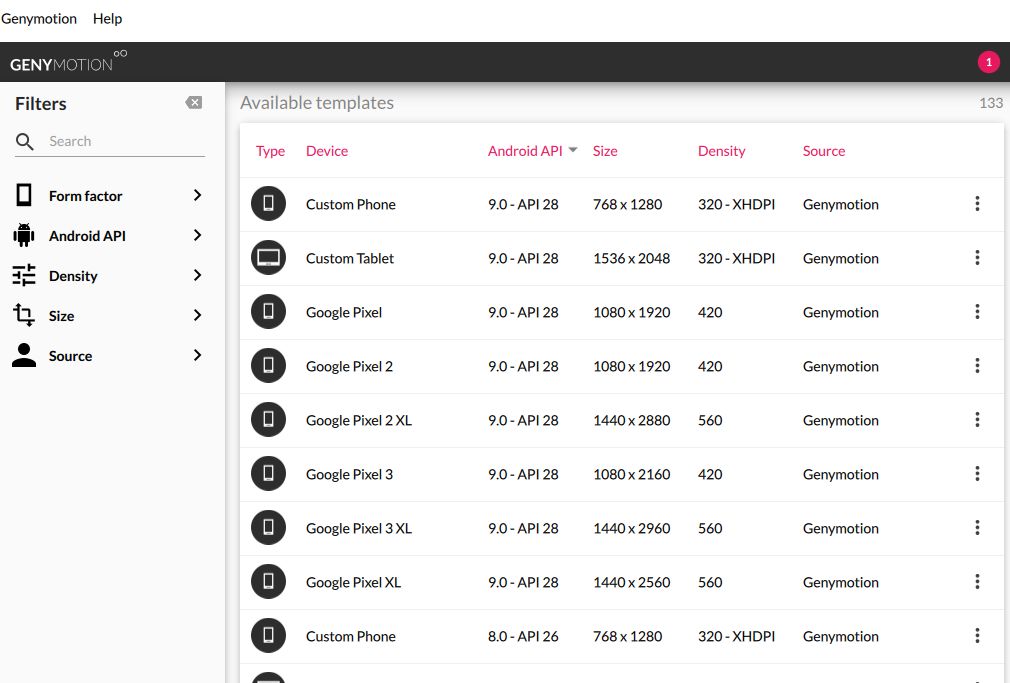 Genymotion Help
GENYMOTION
1
Filters
Available templates 133
Search
Type Device Android API Size Density Source
Form factor
Android API
Density
Size
Source
Custom Phone 9.0 - API 28 768 x 1280 320 - XHDPI Genymotion
Custom Tablet 9.0 - API 28 1536 x 2048 320 - XHDPI Genymotion
Google Pixel 9.0 - API 28 1080 x 1920 420 Genymotion
Google Pixel 2 9.0 - API 28 1080 x 1920 420 Genymotion
Google Pixel 2 XL 9.0 - API 28 1440 x 2880 560 Genymotion
Google Pixel 3 9.0 - API 28 1080 x 2160 420 Genymotion
Google Pixel 3 XL 9.0 - API 28 1440 x 2960 560 Genymotion
Google Pixel XL 9.0 - API 28 1440 x 2560 560 Genymotion
Custom Phone 8.0 - API 26 768 x 1280 320 - XHDPI Genymotion